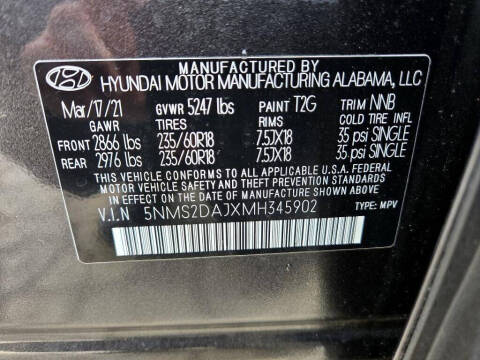 MANUFACTURED BY
HYUNDAI MOTOR MANUFACTURING ALABAMA, LLC
Mar/17/21 GVWR 5247 lbs PAINT T2G TRIM NNB
GAWR TIRES RIMS COLD TIRE INFL
FRONT 2866 lbs 235/60R18 7.5JX18 35 psi SINGLE
REAR 2976 lbs 235/60R18 7.5JX18 35 psi SINGLE
THIS VEHICLE CONFORMS TO ALL APPLICABLE U.S.A. FEDERAL
MOTOR VEHICLE SAFETY STANDARDS IN
EFFECT ON THE DATE OF MANUFACTURE SHOWN ABOVE.
V.I.N 5NMS2DAJXMH345902
TYPE: MPV